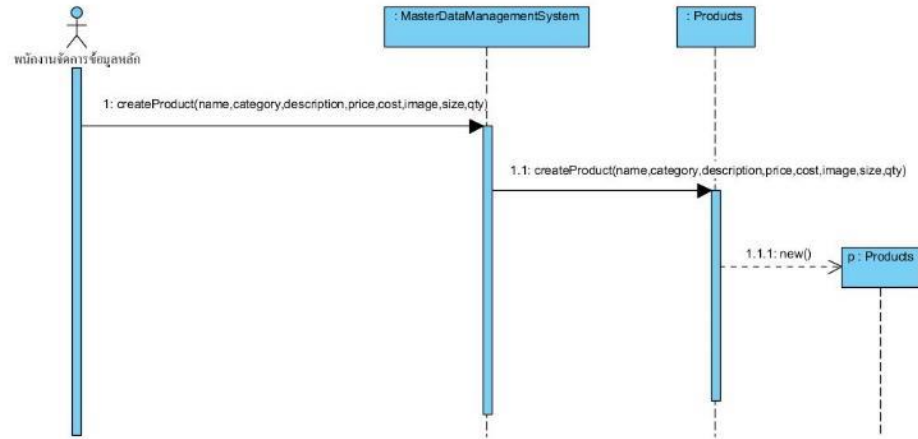 : MasterDataManagementSystem
: Products
พนักงานจัดการข้อมูลหลัก
1: createProduct(name,category,description,price,cost,image,size,qty)
1.1: createProduct(name,category,description,price,cost,image,size,qty)
1.1.1: new()
p : Products